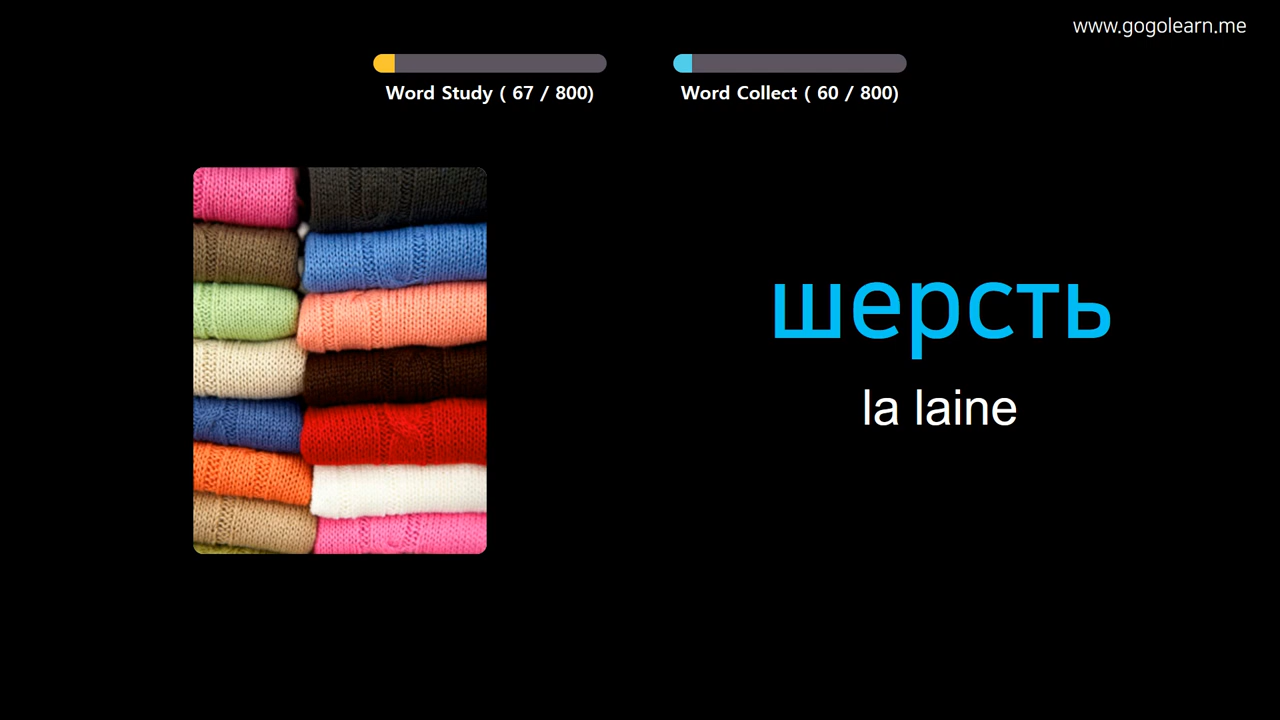 www.gogolearn.me
Word Study ( 67 / 800)
Word Collect ( 60 / 800)
шерсть
la laine